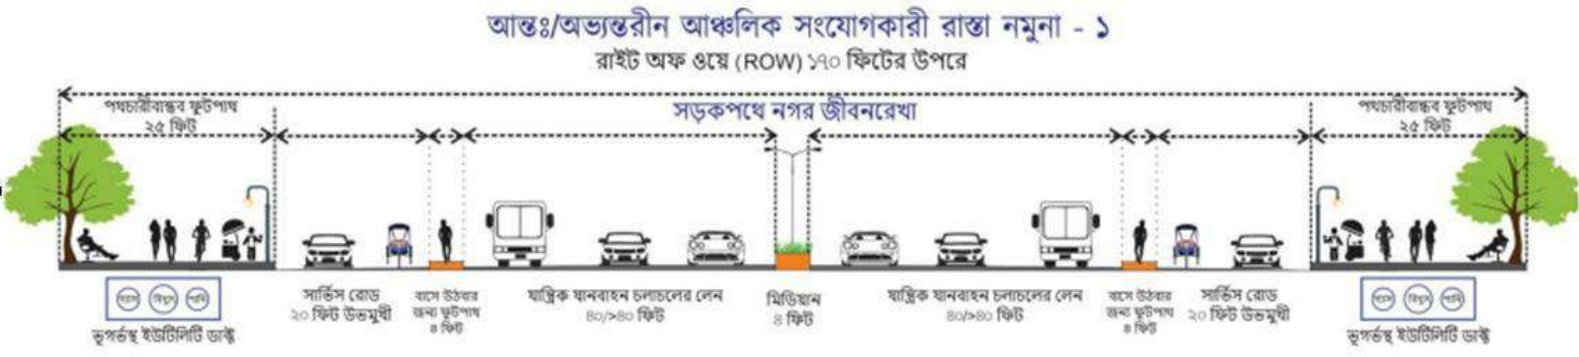 আন্তঃ/অভ্যন্তরীন আঞ্চলিক সংযোগকারী রাস্তা নমুনা - ১
রাইট অফ ওয়ে (ROW) ১৭০ ফিটের উপরে
পথচারীবান্ধব ফুটপাথ
২৫ ফিট
সড়কপথে নগর জীবনরেখা
পথচারীবান্ধব ফুটপাথ
২৫ ফিট
গ্যাস বিদ্যুৎ পানি
ভূগর্ভস্থ ইউটিলিটি ডাক্ট
সার্ভিস রোড
২০ ফিট উভমুখী
বাসে উঠবার
জন্য ফুটপাথ
৪ ফিট
যান্ত্রিক যানবাহন চলাচলের লেন
৪০/>৪০ ফিট
মিডিয়ান
৪ ফিট
যান্ত্রিক যানবাহন চলাচলের লেন
৪০/>৪০ ফিট
বাসে উঠবার
জন্য ফুটপাথ
৪ ফিট
সার্ভিস রোড
২০ ফিট উভমুখী
গ্যাস বিদ্যুৎ পানি
ভূগর্ভস্থ ইউটিলিটি ডাক্ট